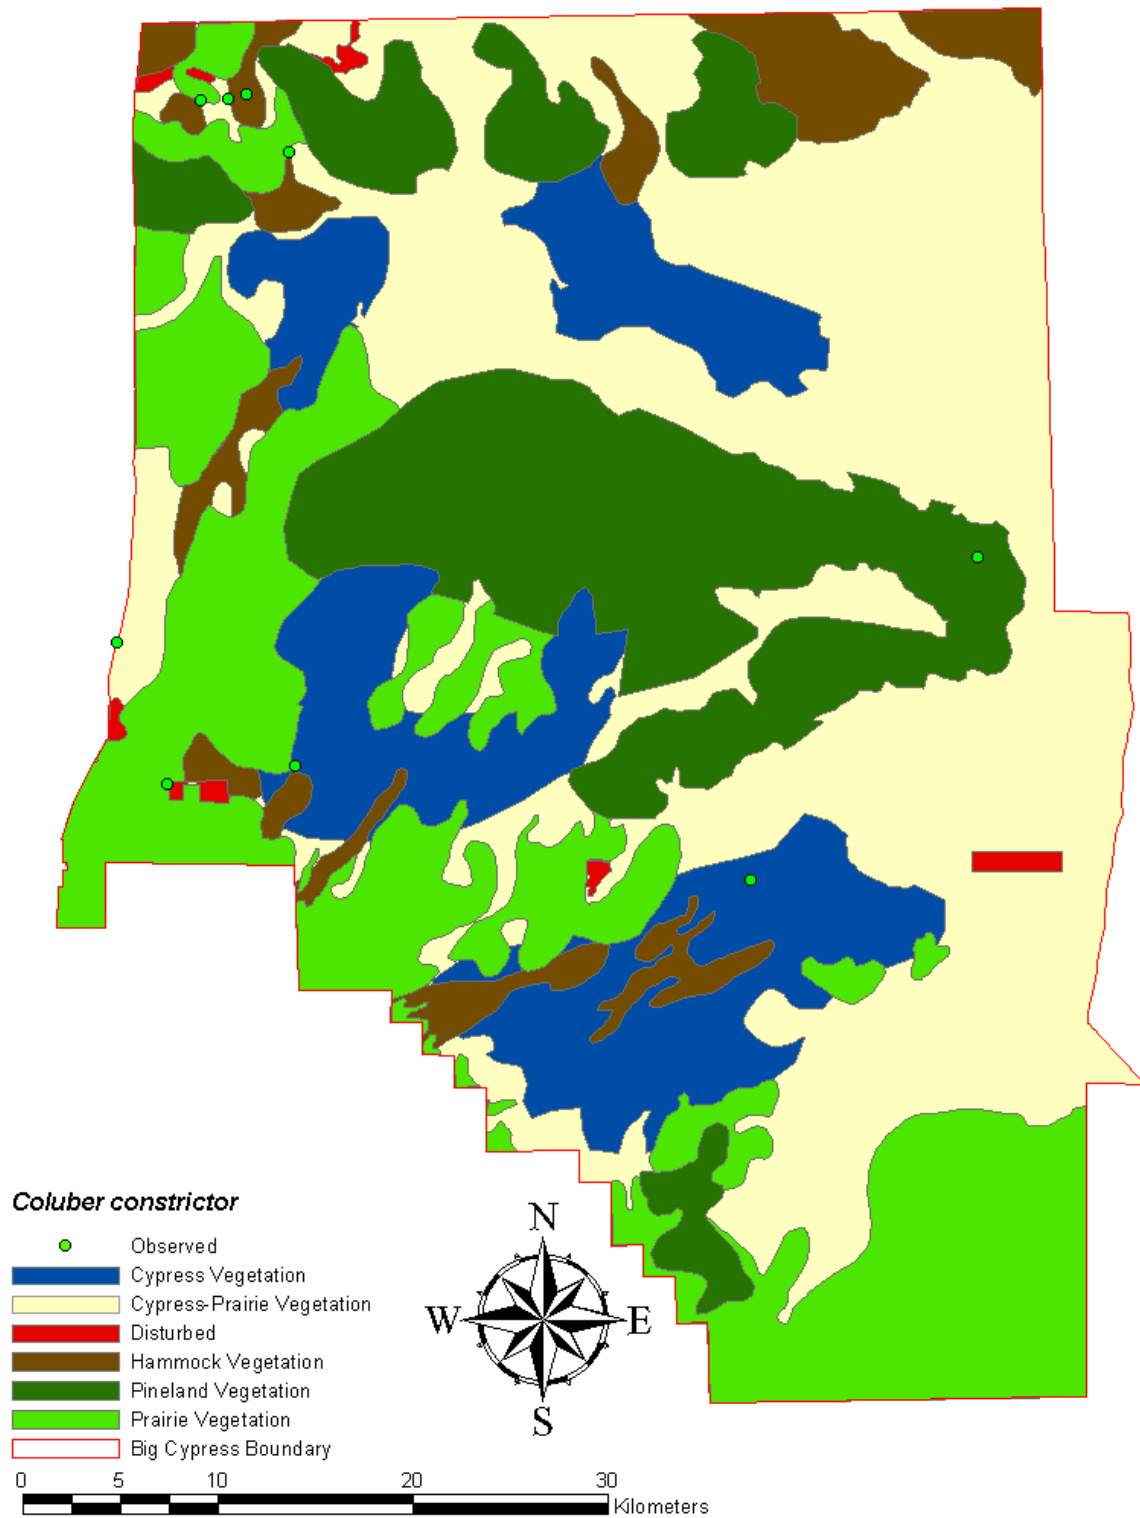 Coluber constrictor
Observed
Cypress Vegetation
Cypress-Prairie Vegetation
Disturbed
Hammock Vegetation
Pineland Vegetation
Prairie Vegetation
Big Cypress Boundary
N
W E
S
0 5 10 20 30
Kilometers